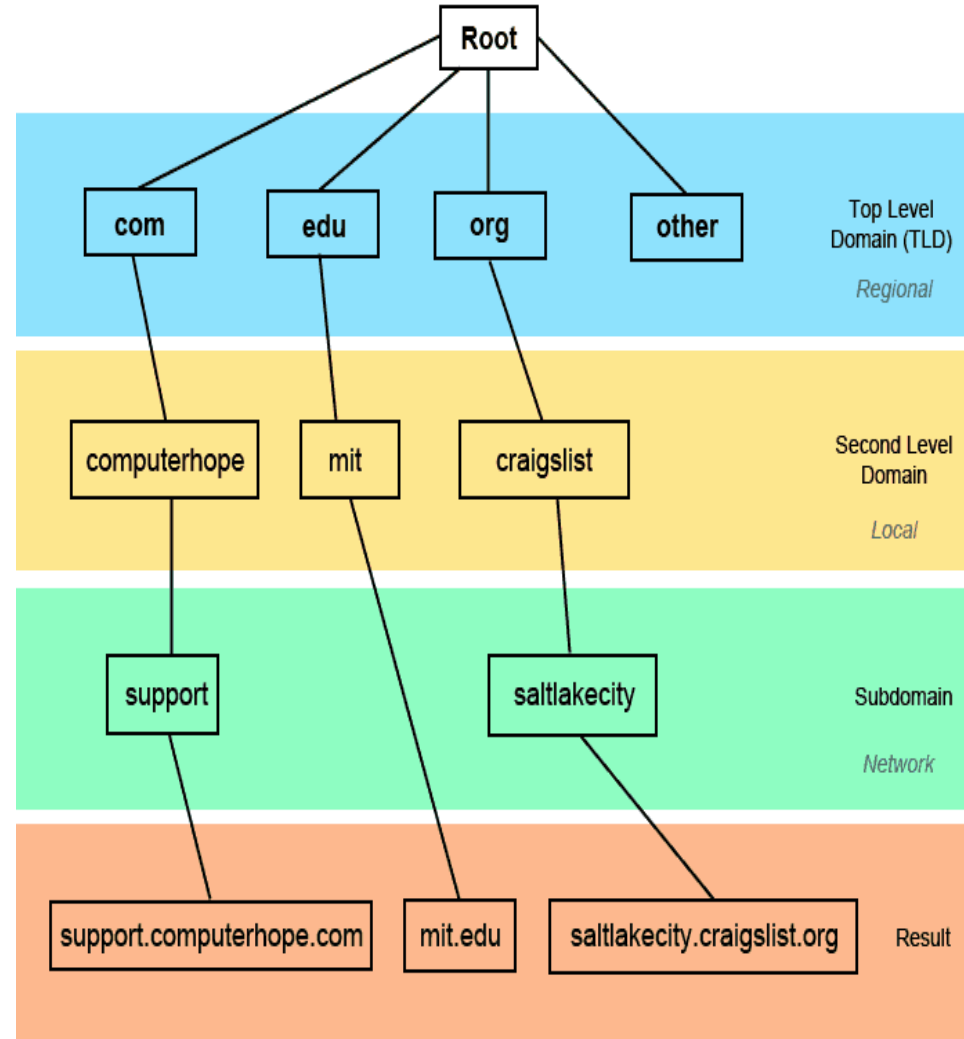 Root
com
edu
org
other
Top Level
Domain (TLD)
Regional
computerhope
mit
craigslist
Second Level
Domain
Local
support
saltlakecity
Subdomain
Network
support.computerhope.com
mit.edu
saltlakecity.craigslist.org
Result